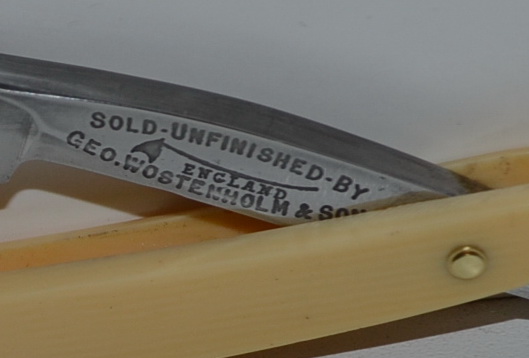 SOLD-UNFINISHED-BY
GEO.WOSTENHOLM & SON
ENGLAND